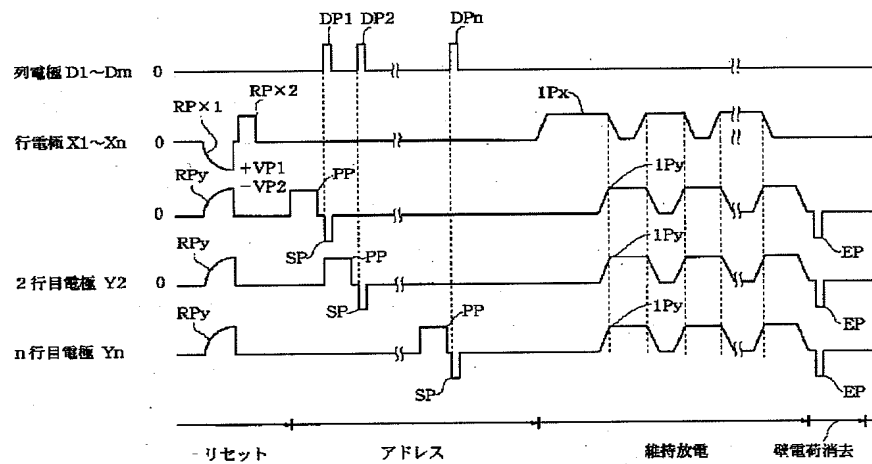 DP1 DP2 DPn
列電極 D1～Dm 0
RP×1 RP×2 1Px
行電極 X1～Xn 0
+VP1
-VP2
RPy PP 1Py
0
SP EP
RPy PP 1Py
2行目電極 Y2 0
SP EP
RPy PP 1Py
n行目電極 Yn
SP EP
リセット アドレス 維持放電 壁電荷消去